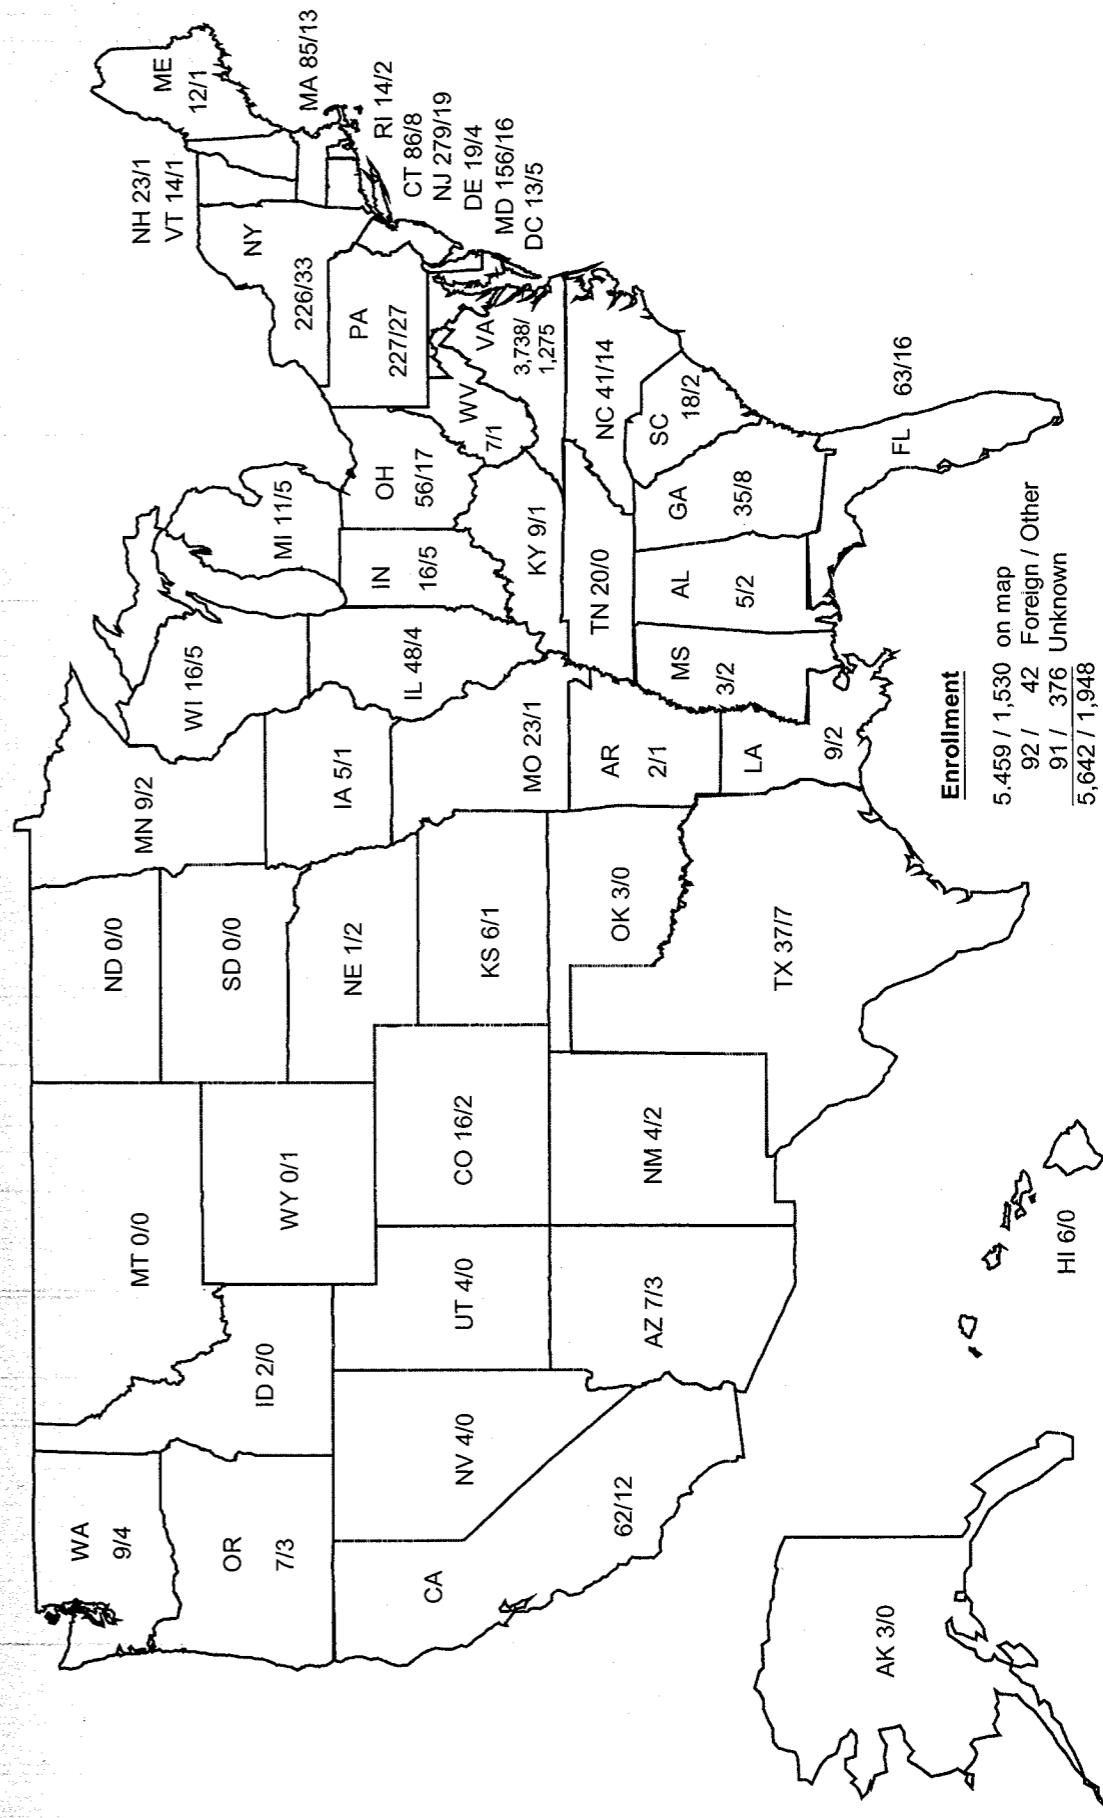 WA
9/4
OR
7/3
CA
62/12
NV 4/0
ID 2/0
MT 0/0
WY 0/1
UT 4/0
AZ 7/3
CO 16/2
NM 4/2
ND 0/0
SD 0/0
NE 1/2
KS 6/1
OK 3/0
TX 37/7
MN 9/2
IA 5/1
MO 23/1
AR
2/1
LA
9/2
WI 16/5
IL 48/4
MI 11/5
IN
16/5
OH
56/17
KY 9/1
TN 20/0
MS
3/2
AL
5/2
GA
35/8
FL
63/16
SC
18/2
NC 41/14
VA
3,738/
1,275
WV
7/1
PA
227/27
NY
226/33
NH 23/1
VT 14/1
ME
12/1
MA 85/13
RI 14/2
CT 86/8
NJ 279/19
DE 19/4
MD 156/16
DC 13/5
AK 3/0
HI 6/0
Enrollment
5.459 / 1,530 on map
92 / 42 Foreign / Other
91 / 376 Unknown
5,642 / 1,948